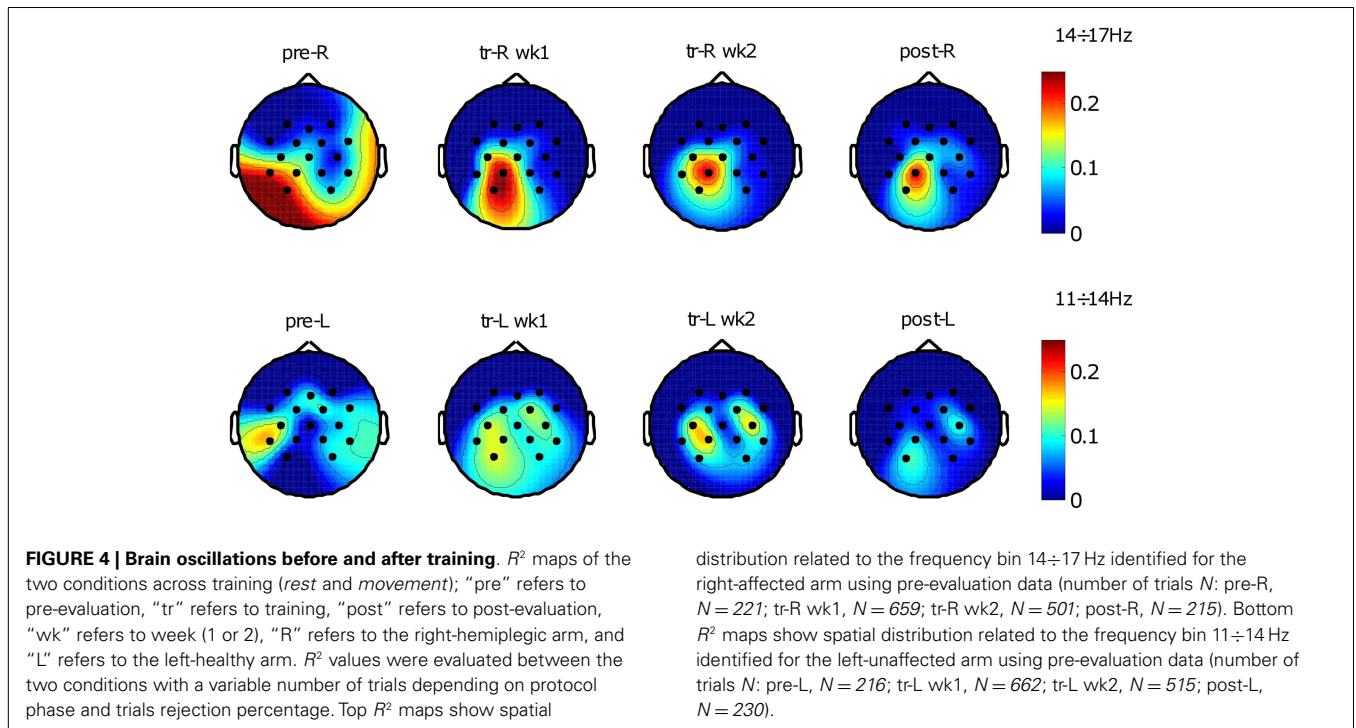 14÷17Hz
pre-R
tr-R wk1
tr-R wk2
post-R
0.2
0.1
0
11÷14Hz
pre-L
tr-L wk1
tr-L wk2
post-L
0.2
0.1
0
FIGURE 4 | Brain oscillations before and after training. R² maps of the
two conditions across training (rest and movement); “pre” refers to
pre-evaluation, “tr” refers to training, “post” refers to post-evaluation,
“wk” refers to week (1 or 2), “R” refers to the right-hemiplegic arm, and
“L” refers to the left-healthy arm. R² values were evaluated between the
two conditions with a variable number of trials depending on protocol
phase and trials rejection percentage. Top R² maps show spatial
distribution related to the frequency bin 14÷17 Hz identified for the
right-affected arm using pre-evaluation data (number of trials N: pre-R,
N = 221; tr-R wk1, N = 659; tr-R wk2, N = 501; post-R, N = 215). Bottom
R² maps show spatial distribution related to the frequency bin 11÷14 Hz
identified for the left-unaffected arm using pre-evaluation data (number of
trials N: pre-L, N = 216; tr-L wk1, N = 662; tr-L wk2, N = 515; post-L,
N = 230).